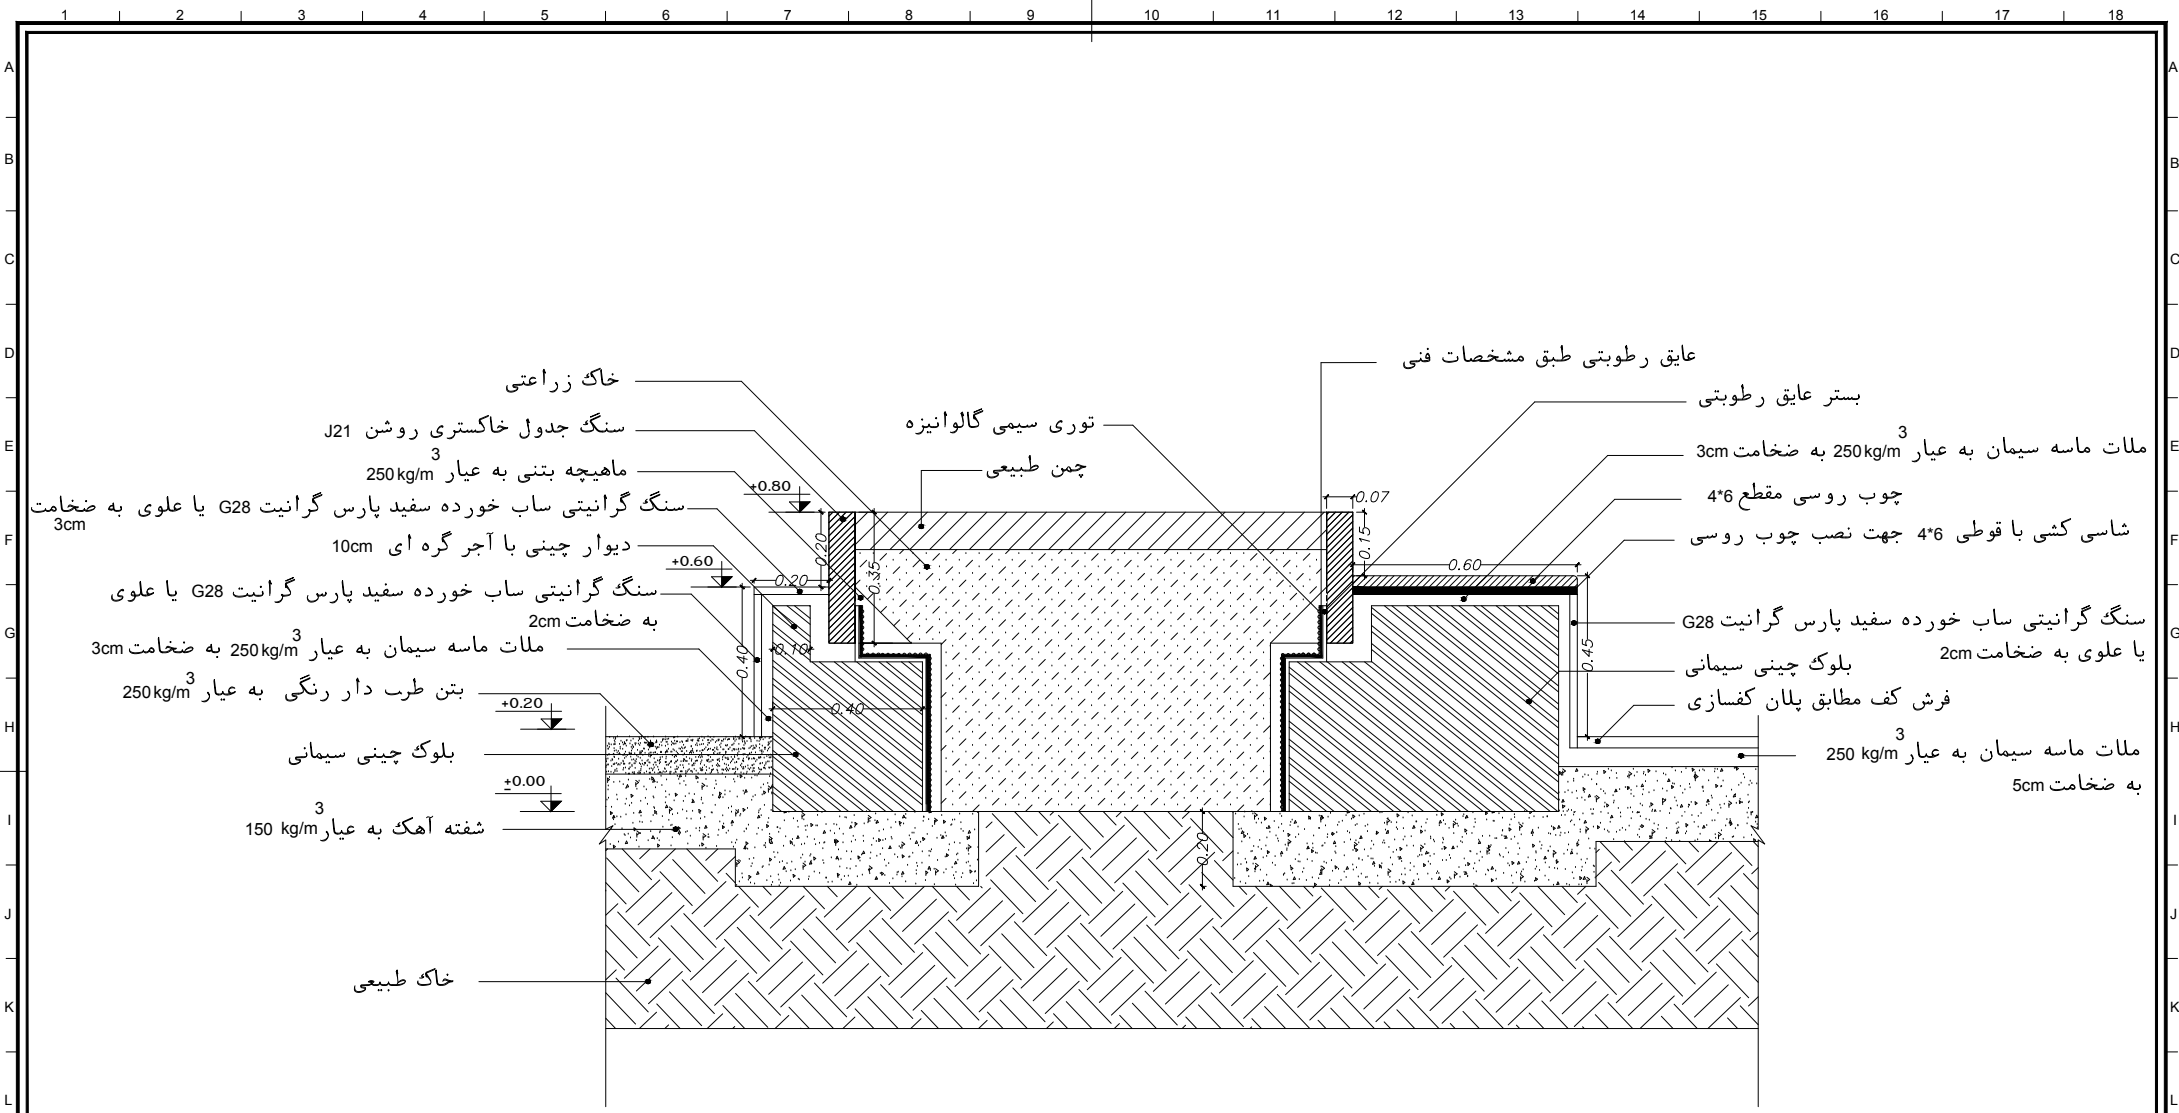 1 2 3 4 5 6 7 8 9 10 11 12 13 14 15 16 17 18
A A
B B
C C
D D
E E
F F
G G
H H
I I
J J
K K
L L
خاک زراعتی
سنگ جدول خاکستری روشن J21
ماهیچه بتنی به عیار 250 kg/m3
سنگ گرانیتی ساب خورده سفید پارس گرانیت G28 یا علوی به ضخامت
3cm
دیوار چینی با آجر گره ای 10cm
سنگ گرانیتی ساب خورده سفید پارس گرانیت G28 یا علوی
به ضخامت 2cm
ملات ماسه سیمان به عیار 250 kg/m3 به ضخامت 3cm
بتن طرب دار رنگی به عیار 250 kg/m3
بلوک چینی سیمانی
شفته آهک به عیار 150 kg/m3
خاک طبیعی
توری سیمی گالوانیزه
چمن طبیعی
عایق رطوبتی طبق مشخصات فنی
بستر عایق رطوبتی
ملات ماسه سیمان به عیار 250 kg/m3 به ضخامت 3cm
چوب روسی مقطع 4*6
شاسی کشی با قوطی 4*6 جهت نصب چوب روسی
سنگ گرانیتی ساب خورده سفید پارس گرانیت G28
یا علوی به ضخامت 2cm
بلوک چینی سیمانی
فرش کف مطابق پلان کفسازی
ملات ماسه سیمان به عیار 250 kg/m3
به ضخامت 5cm
+0.80
+0.60
+0.20
±0.00
0.20
0.35
0.20
0.40
0.10
0.40
0.07
0.15
0.60
0.45
0.20